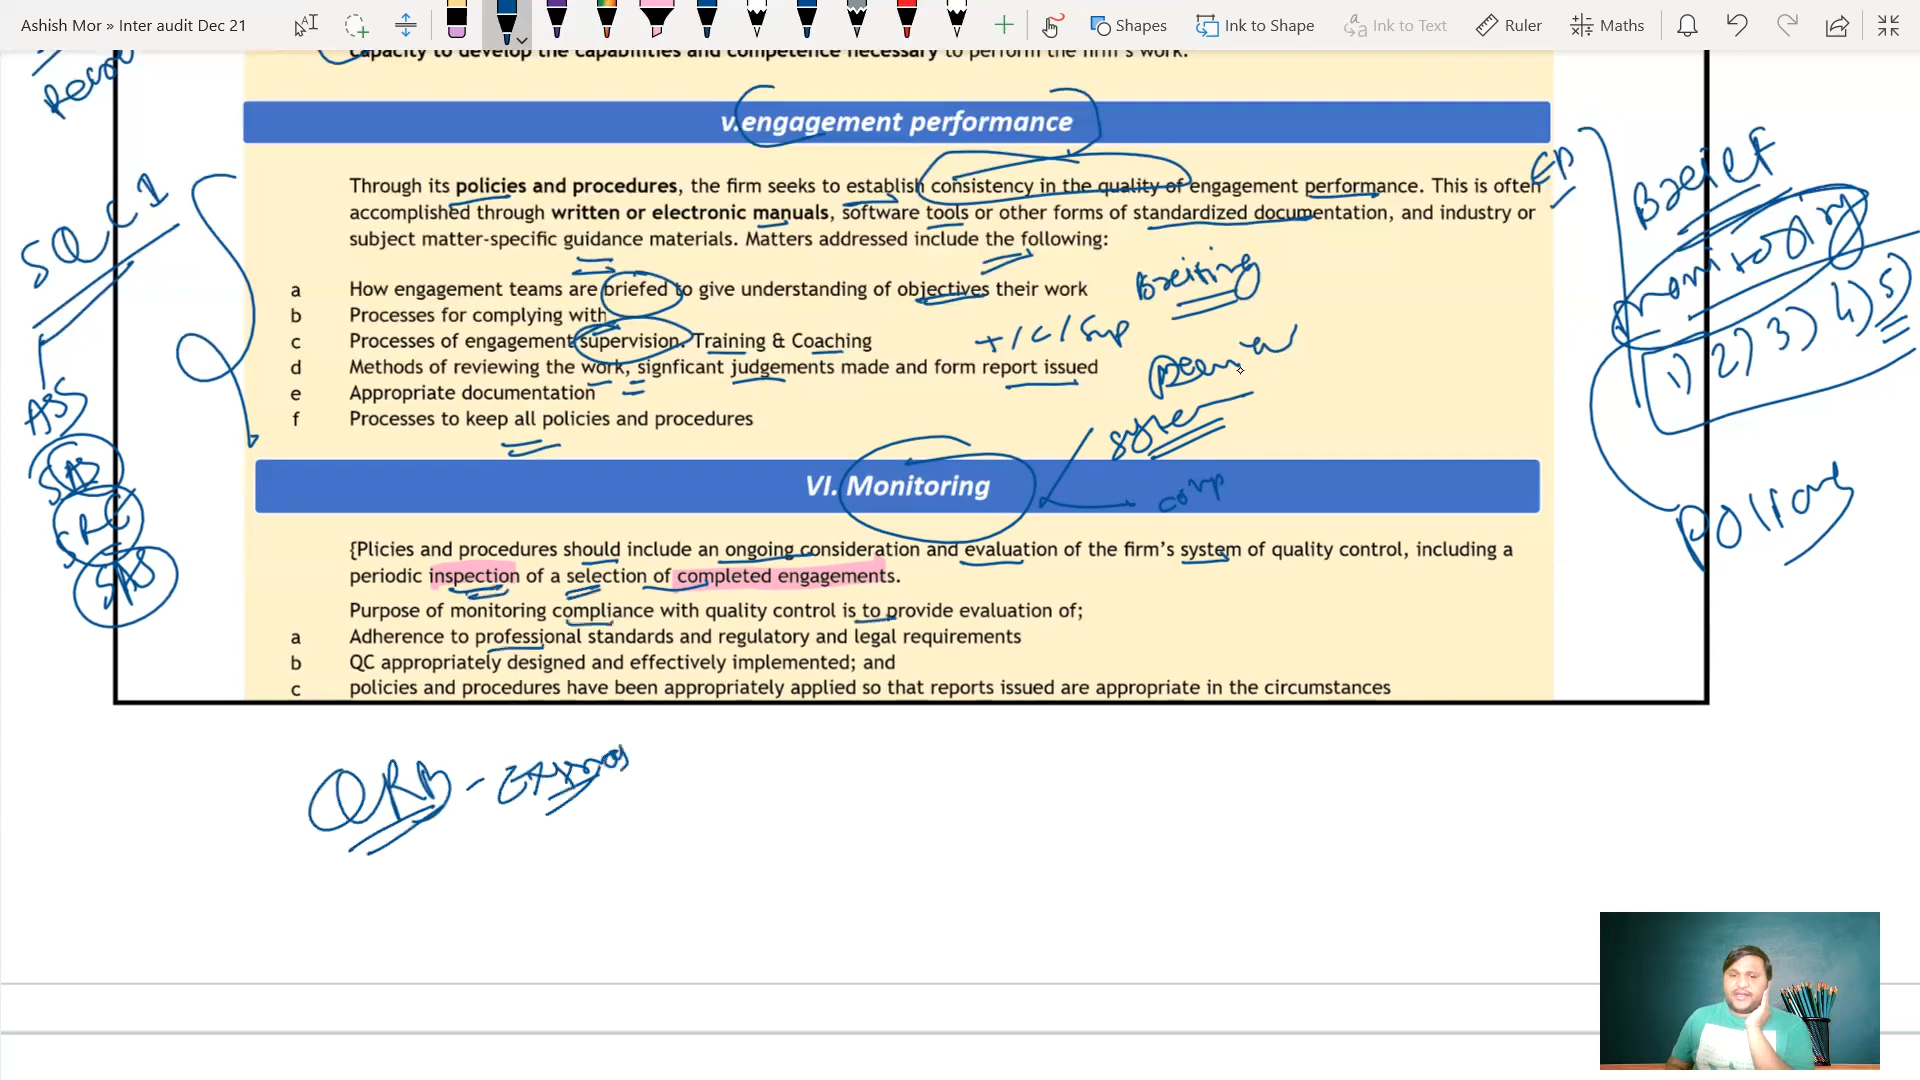 Ashish Mor » Inter audit Dec 21
Shapes
Ink to Shape
Ink to Text
Ruler
Maths
capacity to develop the capabilities and competence necessary to perform the firm's work.
v.engagement performance
Through its policies and procedures, the firm seeks to establish consistency in the quality of engagement performance. This is often
accomplished through written or electronic manuals, software tools or other forms of standardized documentation, and industry or
subject matter-specific guidance materials. Matters addressed include the following:
a How engagement teams are briefed to give understanding of objectives their work
b Processes for complying with
c Processes of engagement supervision. Training & Coaching
d Methods of reviewing the work, signficant judgements made and form report issued
e Appropriate documentation
f Processes to keep all policies and procedures
VI. Monitoring
{Plicies and procedures should include an ongoing consideration and evaluation of the firm's system of quality control, including a
periodic inspection of a selection of completed engagements.
Purpose of monitoring compliance with quality control is to provide evaluation of;
a Adherence to professional standards and regulatory and legal requirements
b QC appropriately designed and effectively implemented; and
c policies and procedures have been appropriately applied so that reports issued are appropriate in the circumstances
SQC 1
AS
EP
Brief
monitoring
1) 2) 3) 4) 5)
T/C/Sup
system
comp
QRB -